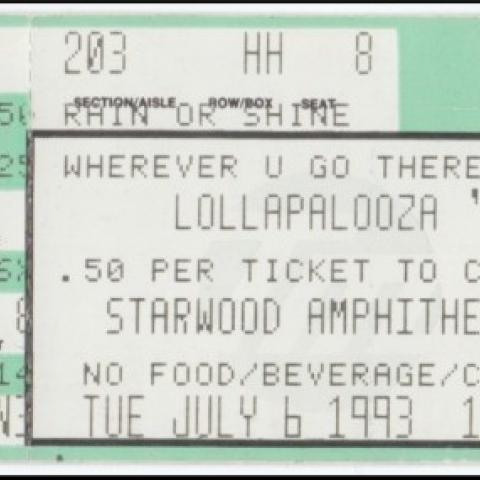 203 HH 8
SECTION/AISLE ROW/BOX SEAT
RAIN OR SHINE
WHEREVER U GO THERE
LOLLAPALOOZA '
.50 PER TICKET TO C
STARWOOD AMPHITHE
NO FOOD/BEVERAGE/C
TUE JULY 6 1993 1